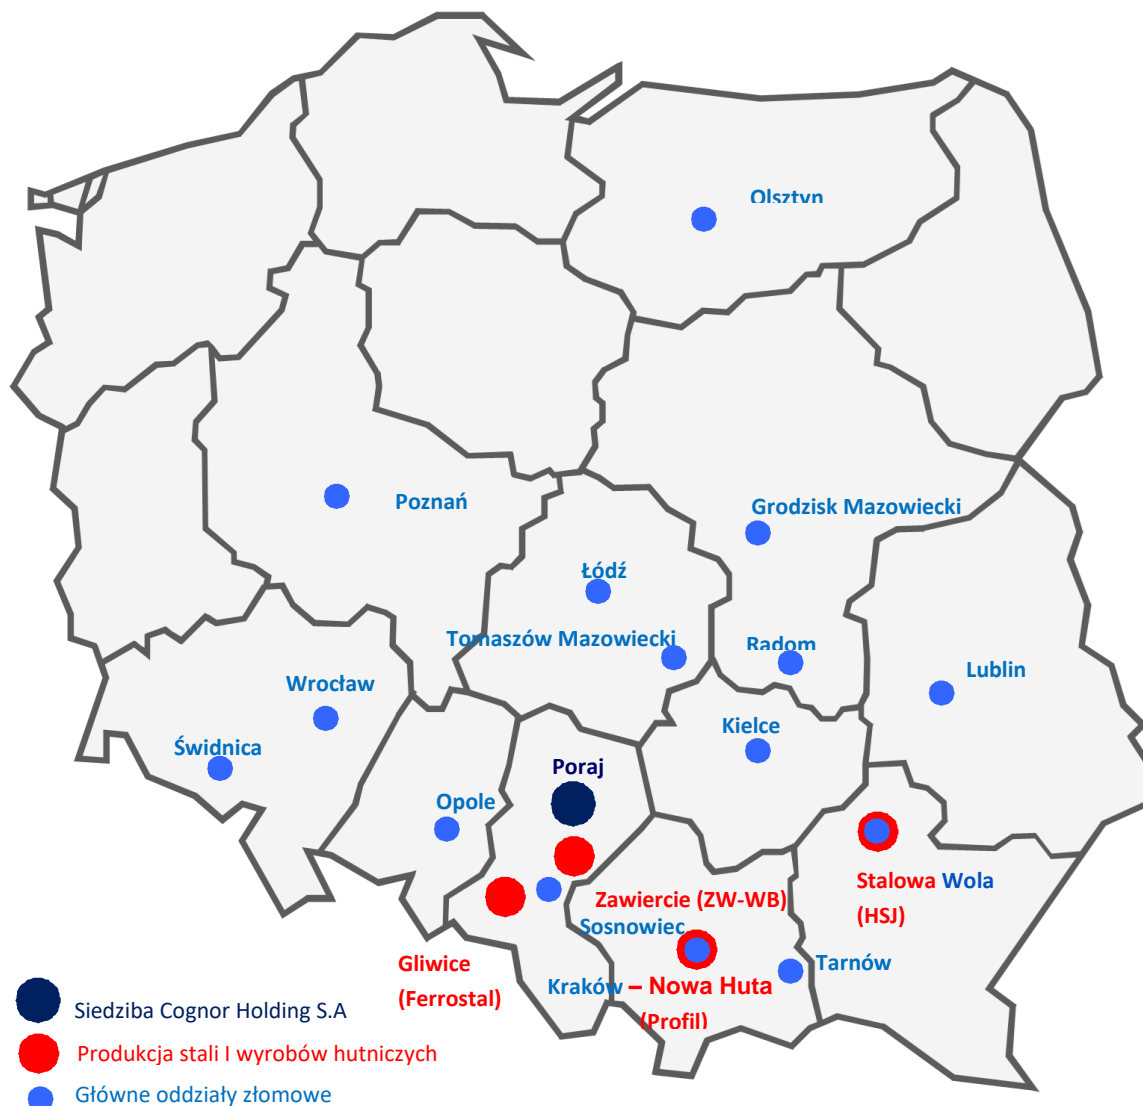 Olsztyn
Poznań
Grodzisk Mazowiecki
Łódź
Tomaszów Mazowiecki
Radom
Lublin
Wrocław
Kielce
Świdnica
Poraj
Opole
Zawiercie (ZW-WB)
Stalowa Wola
(HSJ)
Sosnowiec
Gliwice
(Ferrostal)
Tarnów
Kraków – Nowa Huta
(Profil)
Siedziba Cognor Holding S.A
Produkcja stali I wyrobów hutniczych
Główne oddziały złomowe